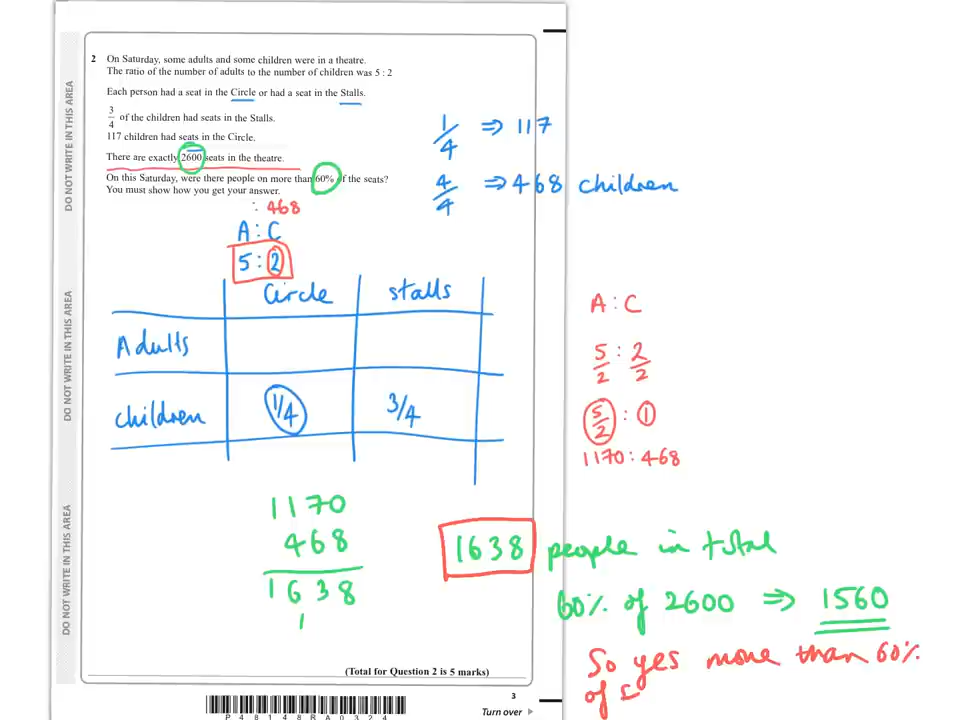 2 On Saturday, some adults and some children were in a theatre.
The ratio of the number of adults to the number of children was 5 : 2
Each person had a seat in the Circle or had a seat in the Stalls.
3/4 of the children had seats in the Stalls.
117 children had seats in the Circle.
There are exactly 2600 seats in the theatre.
On this Saturday, were there people on more than 60% of the seats?
You must show how you get your answer.
1/4 ⇒ 117
4/4 ⇒ 468 children
: 468
A : C
5 : 2
Circle Stalls
Adults
Children 1/4 3/4
A : C
5/2 : 2/2
5/2 : 1
1170 : 468
1170
468
1638
1
1638 people in total
60% of 2600 ⇒ 1560
So yes more than 60%
of
(Total for Question 2 is 5 marks)
3
P48148RA0324
Turn over
DO NOT WRITE IN THIS AREA
DO NOT WRITE IN THIS AREA
DO NOT WRITE IN THIS AREA